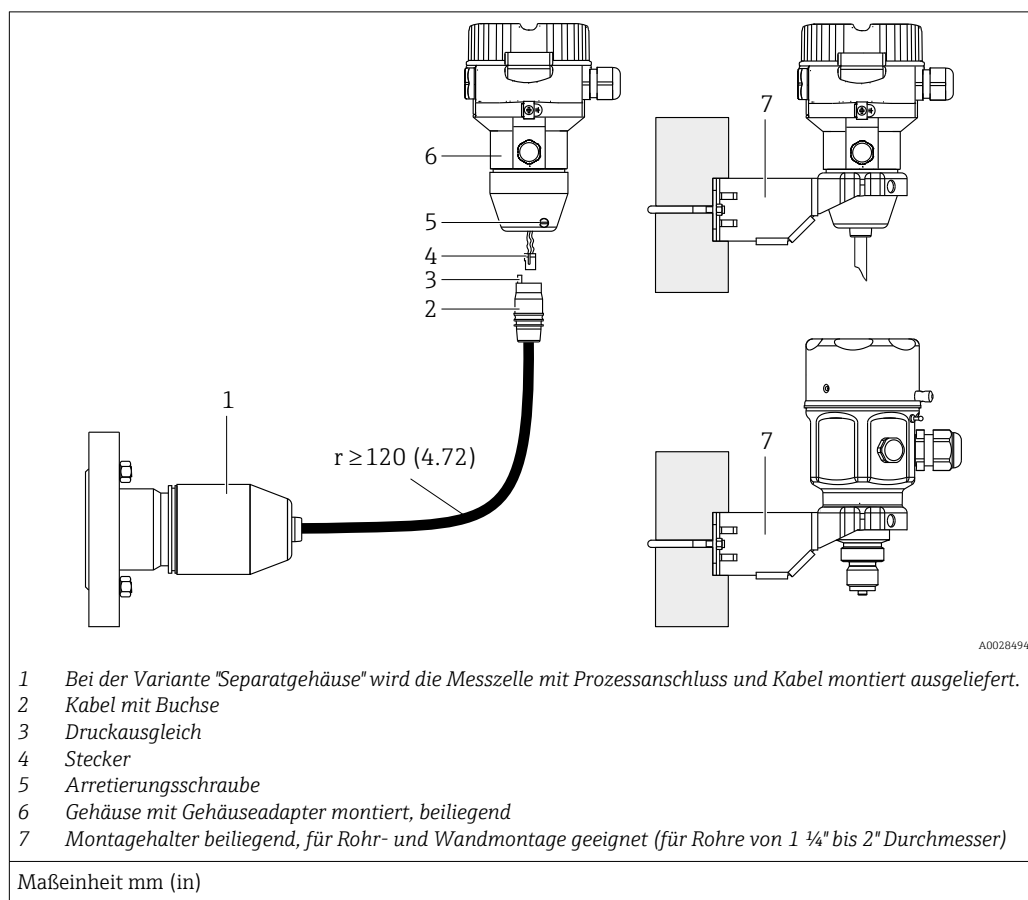 7
6
5
4
3
2
1
r ≥ 120 (4.72)
7
A0028494
1 Bei der Variante "Separatgehäuse" wird die Messzelle mit Prozessanschluss und Kabel montiert ausgeliefert.
2 Kabel mit Buchse
3 Druckausgleich
4 Stecker
5 Arretierungsschraube
6 Gehäuse mit Gehäuseadapter montiert, beiliegend
7 Montagehalter beiliegend, für Rohr- und Wandmontage geeignet (für Rohre von 1 ¼" bis 2" Durchmesser)
Maßeinheit mm (in)